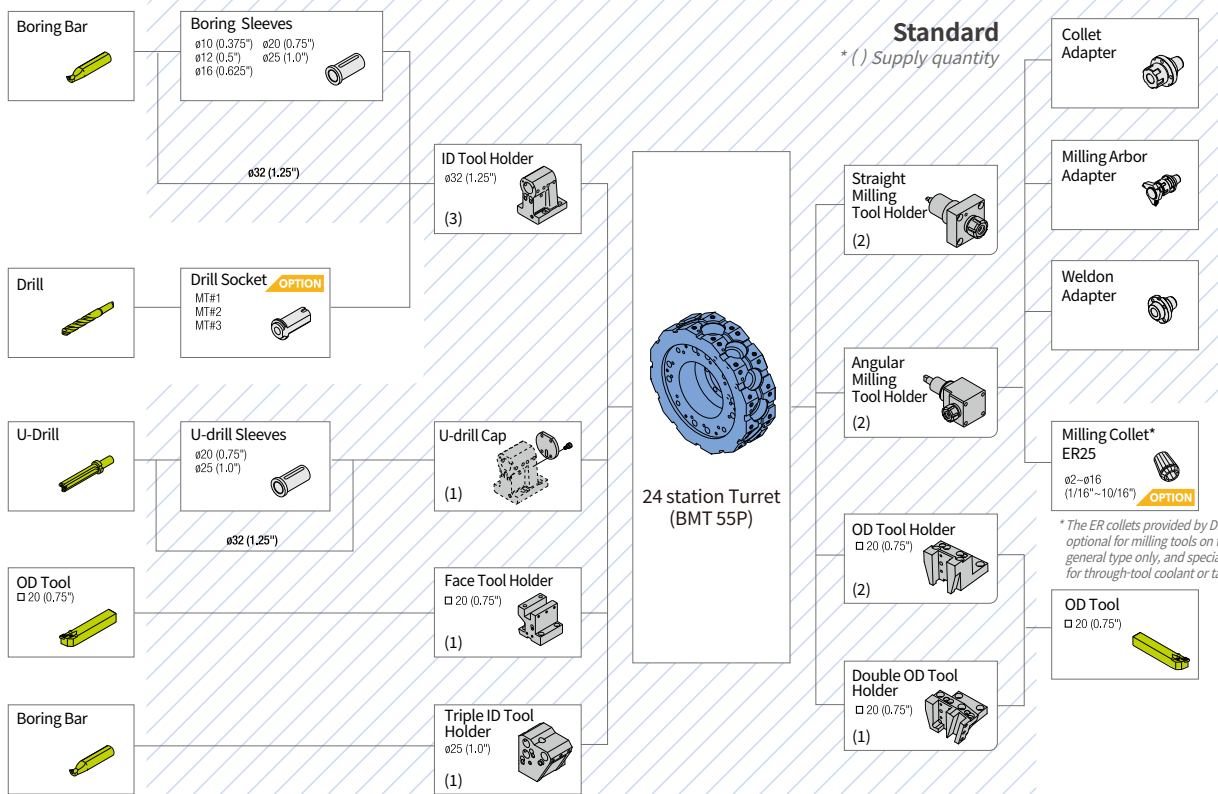 Boring Bar
Boring Sleeves
ø10 (0.375") ø20 (0.75")
ø12 (0.5") ø25 (1.0")
ø16 (0.625")
Standard
* ( ) Supply quantity
Collet
Adapter
ø32 (1.25")
ID Tool Holder
ø32 (1.25")
(3)
Straight
Milling
Tool Holder
(2)
Milling Arbor
Adapter
Drill
Drill Socket OPTION
MT#1
MT#2
MT#3
Weldon
Adapter
Angular
Milling
Tool Holder
(2)
U-Drill
U-drill Sleeves
ø20 (0.75")
ø25 (1.0")
ø32 (1.25")
U-drill Cap
(1)
24 station Turret
(BMT 55P)
Milling Collet*
ER25
ø2~ø16
(1/16"~10/16")
OPTION
* The ER collets provided by D
optional for milling tools on t
general type only, and specia
for through-tool coolant or ta
OD Tool
□ 20 (0.75")
Face Tool Holder
□ 20 (0.75")
(1)
OD Tool Holder
□ 20 (0.75")
(2)
OD Tool
□ 20 (0.75")
Boring Bar
Triple ID Tool
Holder
ø25 (1.0")
(1)
Double OD Tool
Holder
□ 20 (0.75")
(1)